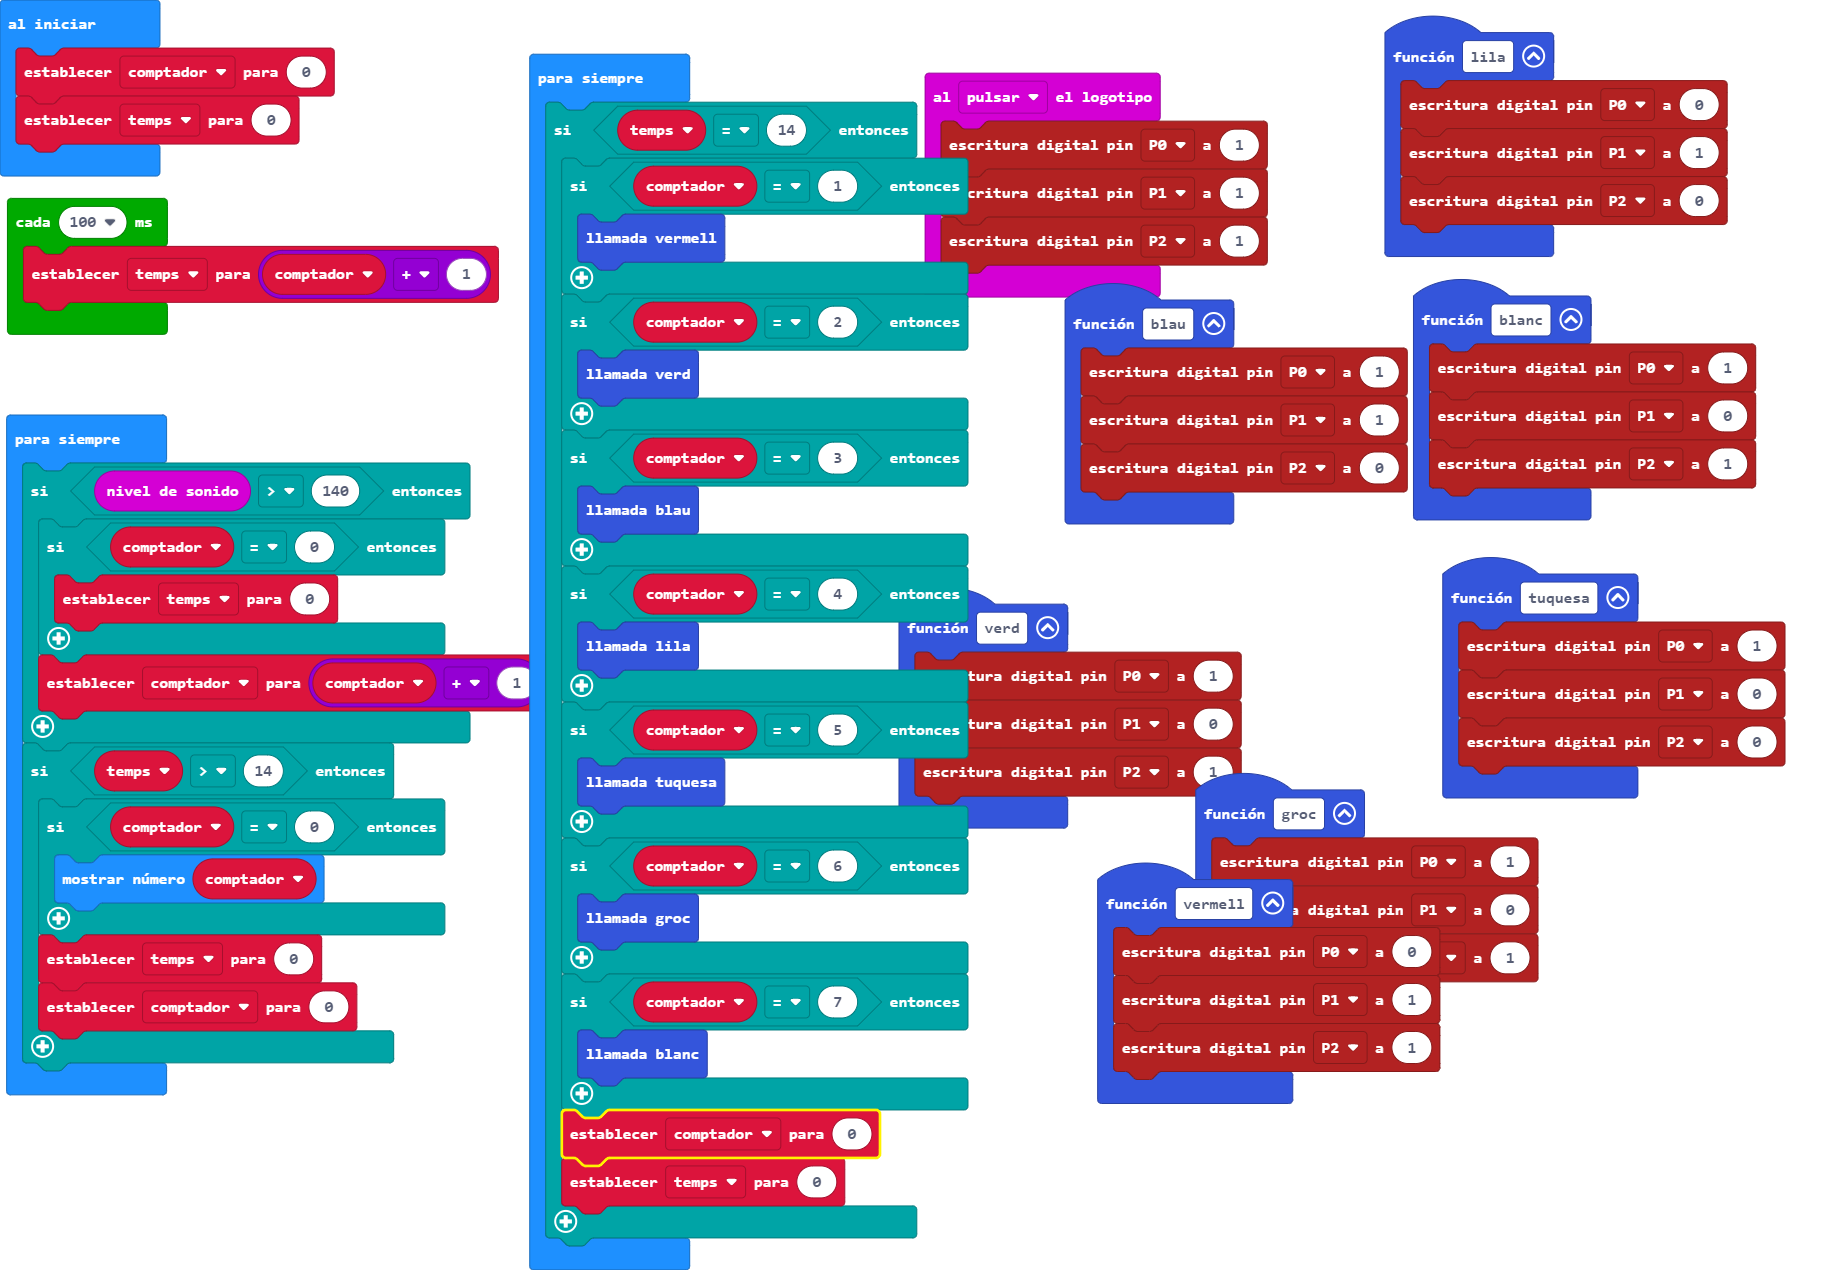 al iniciar
establecer comptador para 0
establecer temps para 0
cada 100 ms
establecer temps para comptador + 1
para siempre
si nivel de sonido > 140 entonces
si comptador = 0 entonces
establecer temps para 0
establecer comptador para comptador + 1
si temps > 14 entonces
si comptador = 0 entonces
mostrar número comptador
establecer temps para 0
establecer comptador para 0
para siempre
si temps = 14 entonces
si comptador = 1 entonces
llamada vermell
si comptador = 2 entonces
llamada verd
si comptador = 3 entonces
llamada blau
si comptador = 4 entonces
llamada lila
si comptador = 5 entonces
llamada tuquesa
si comptador = 6 entonces
llamada groc
si comptador = 7 entonces
llamada blanc
establecer comptador para 0
establecer temps para 0
al pulsar el logotipo
escritura digital pin P0 a 1
critura digital pin P1 a 1
escritura digital pin P2 a 1
función blau
escritura digital pin P0 a 1
escritura digital pin P1 a 1
escritura digital pin P2 a 0
función verd
tura digital pin P0 a 1
tura digital pin P1 a 0
escritura digital pin P2 a 1
función groc
escritura digital pin P0 a 1
a digital pin P1 a 0
a 1
función vermell
escritura digital pin P0 a 0
escritura digital pin P1 a 1
escritura digital pin P2 a 1
función lila
escritura digital pin P0 a 0
escritura digital pin P1 a 1
escritura digital pin P2 a 0
función blanc
escritura digital pin P0 a 1
escritura digital pin P1 a 0
escritura digital pin P2 a 1
función tuquesa
escritura digital pin P0 a 1
escritura digital pin P1 a 0
escritura digital pin P2 a 0